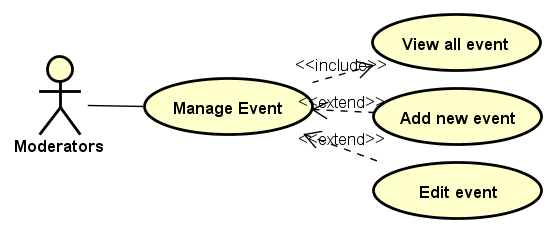 View all event
<<include>>
Manage Event
<<extend>>
Add new event
Moderators
<<extend>>
Edit event